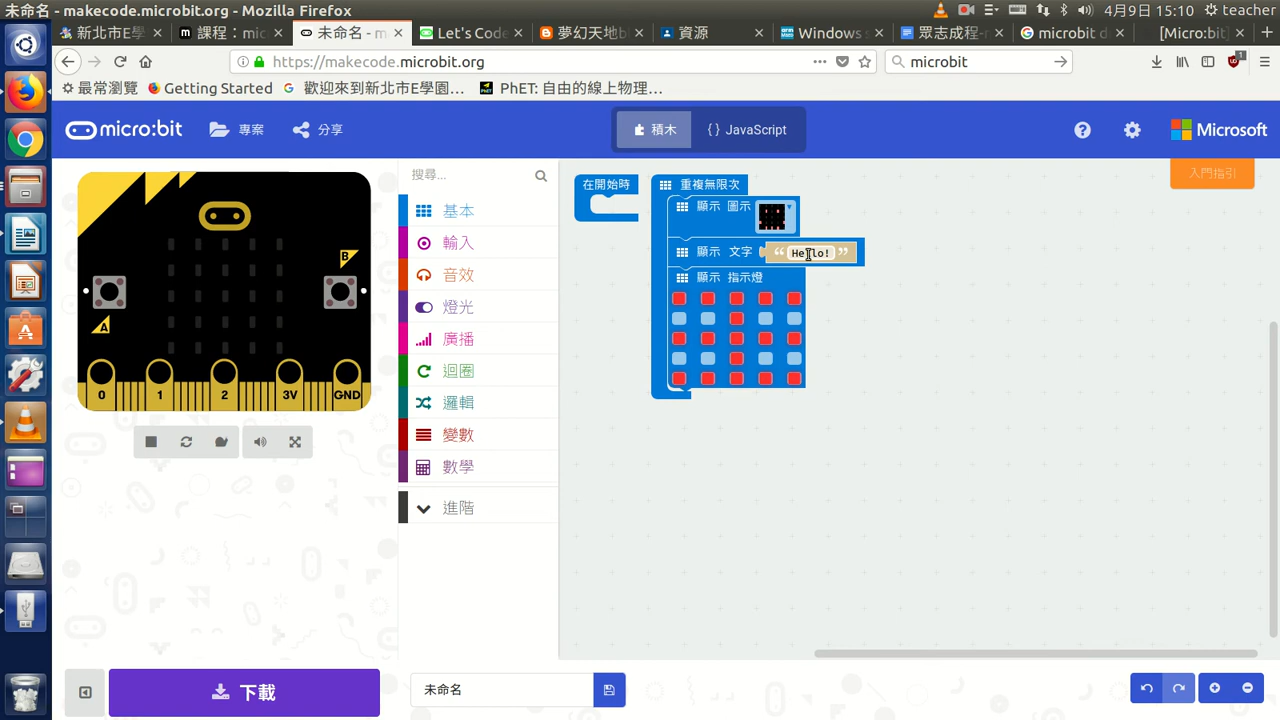 未命名 - makecode.microbit.org - Mozilla Firefox
4月9日 15:10 teacher
新北市E學
m 課程：mic
未命名 - m
Let's Code
夢幻天地b
資源
Windows
眾志成程-m
microbit d
[Micro:bit]
https://makecode.microbit.org
microbit
1
最常瀏覽
Getting Started
歡迎來到新北市E學園…
PhET: 自由的線上物理…
micro:bit
專案
分享
積木
{ } JavaScript
Microsoft
搜尋...
基本
輸入
音效
燈光
廣播
迴圈
邏輯
變數
數學
進階
B
A
0
1
2
3V
GND
在開始時
重複無限次
顯示 圖示
顯示 文字 “ Hello! ”
顯示 指示燈
入門指引
下載
未命名